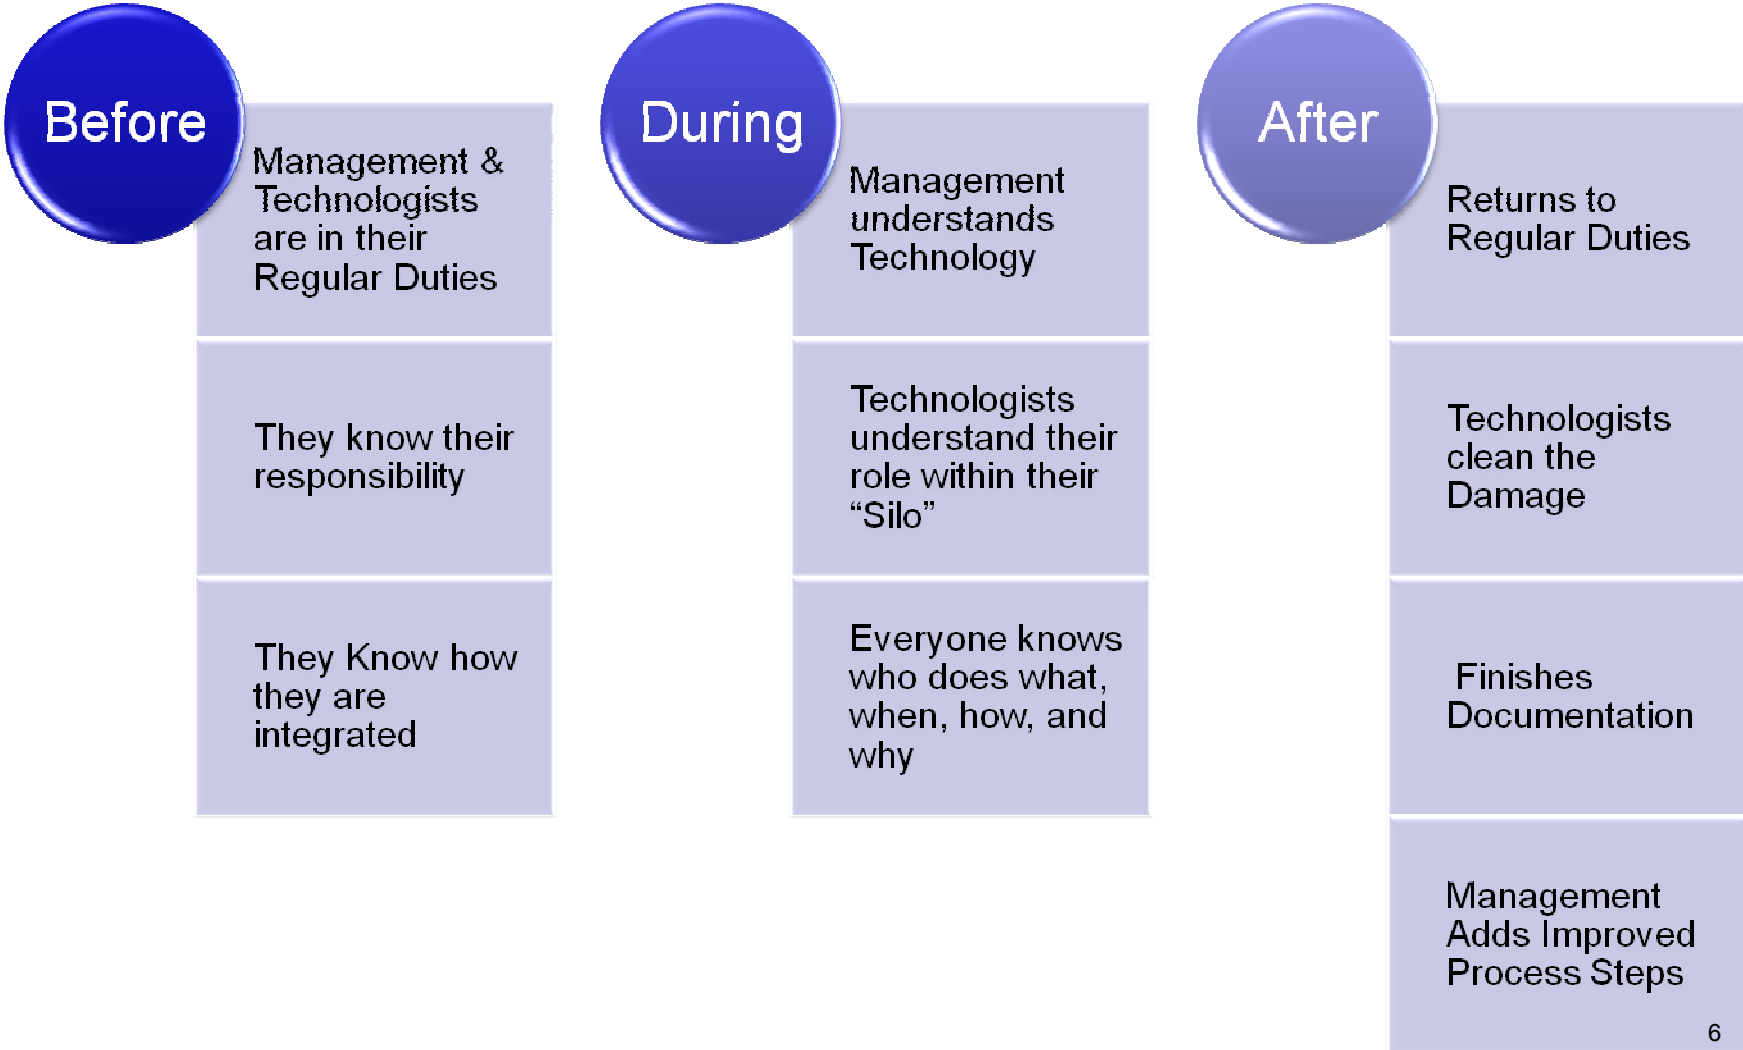 Before
Management &
Technologists
are in their
Regular Duties
They know their
responsibility
They Know how
they are
integrated
During
Management
understands
Technology
Technologists
understand their
role within their
“Silo”
Everyone knows
who does what,
when, how, and
why
After
Returns to
Regular Duties
Technologists
clean the
Damage
Finishes
Documentation
Management
Adds Improved
Process Steps
6